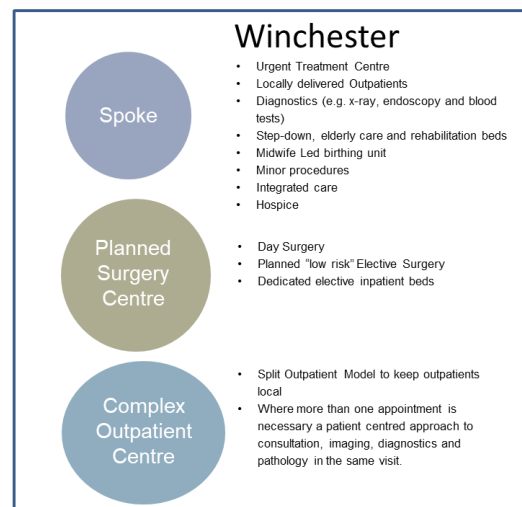 Winchester
Spoke
• Urgent Treatment Centre
• Locally delivered Outpatients
• Diagnostics (e.g. x-ray, endoscopy and blood
tests)
• Step-down, elderly care and rehabilitation beds
• Midwife Led birthing unit
• Minor procedures
• Integrated care
• Hospice
Planned
Surgery
Centre
• Day Surgery
• Planned “low risk” Elective Surgery
• Dedicated elective inpatient beds
Complex
Outpatient
Centre
• Split Outpatient Model to keep outpatients
local
• Where more than one appointment is
necessary a patient centred approach to
consultation, imaging, diagnostics and
pathology in the same visit.